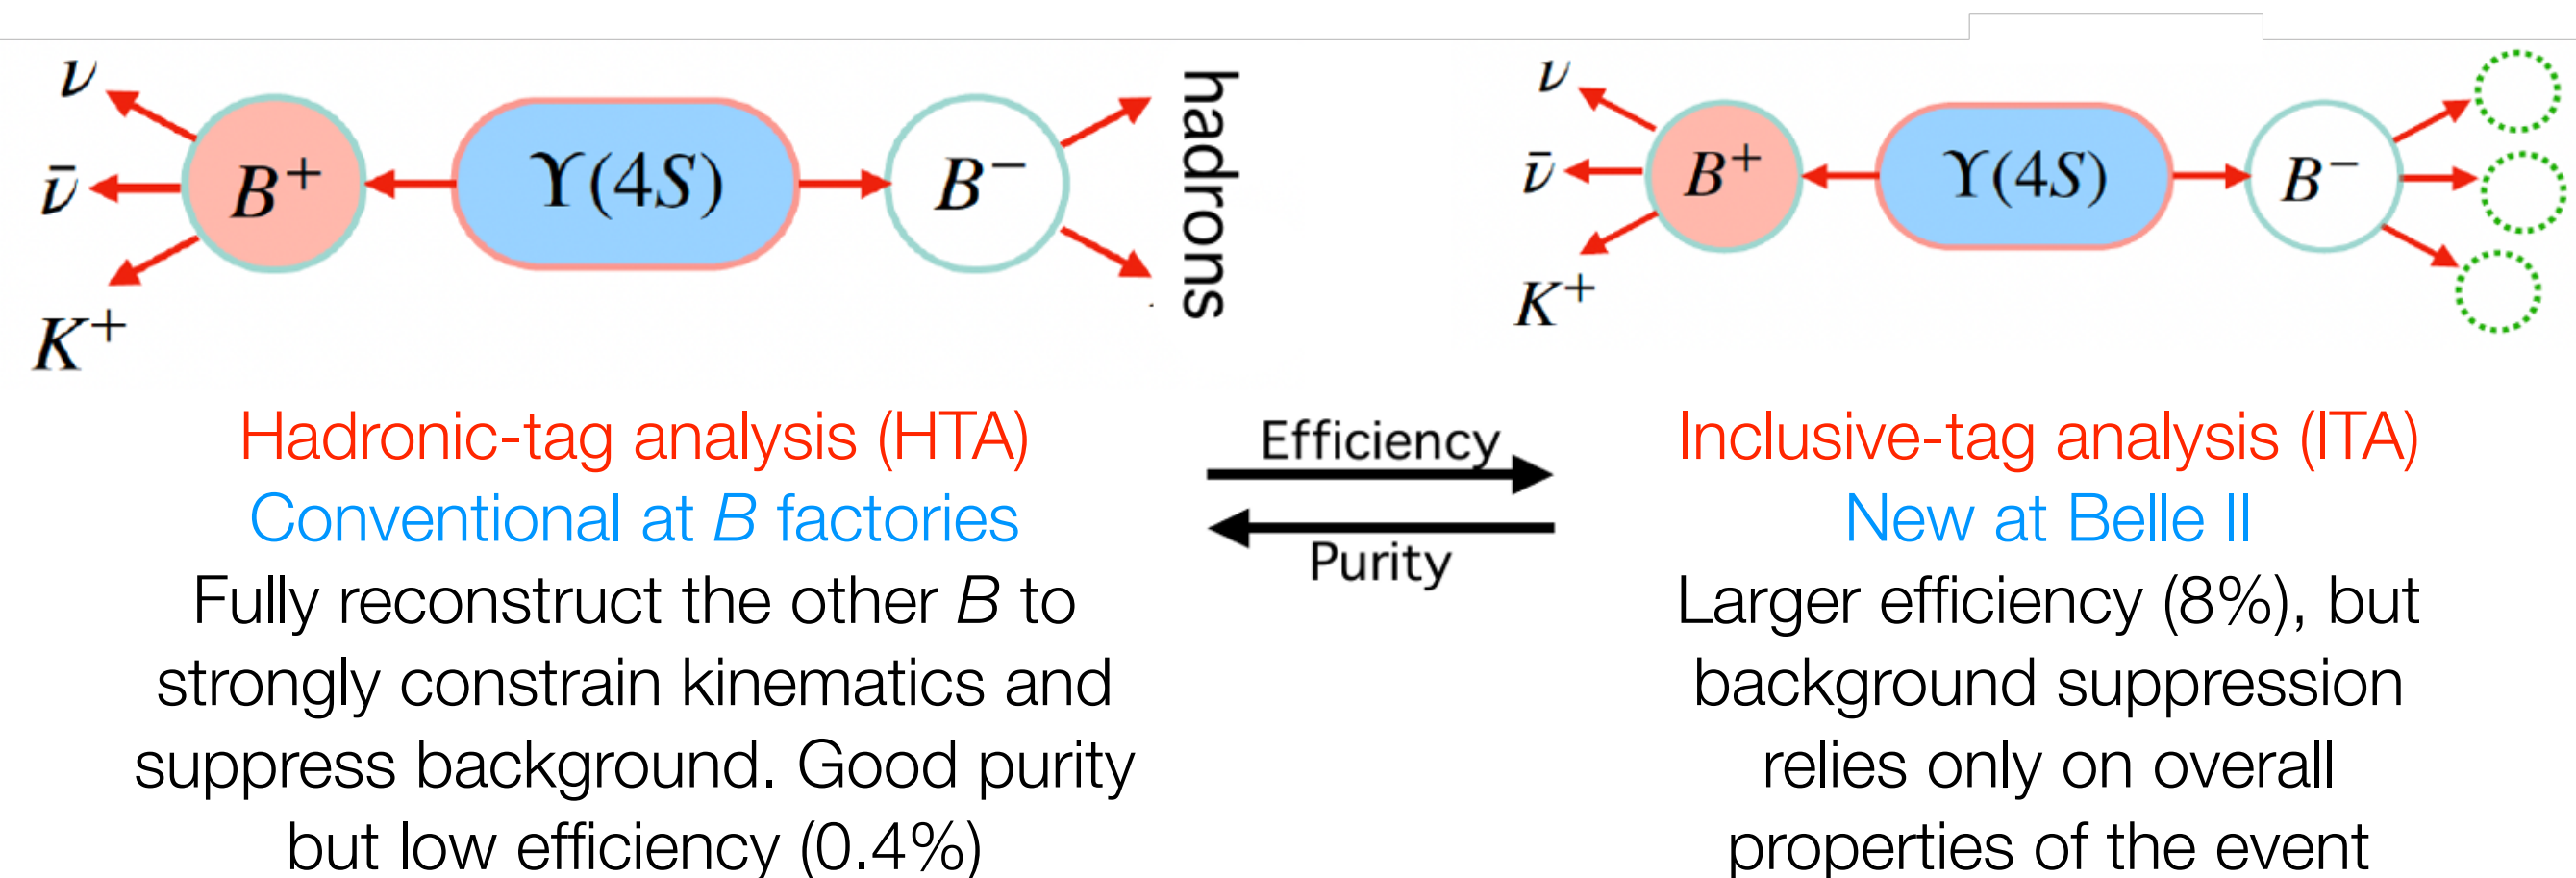 ν
ν̄
K⁺
B⁺
Υ(4S)
B⁻
hadrons
ν
ν̄
K⁺
B⁺
Υ(4S)
B⁻
Hadronic-tag analysis (HTA)
Conventional at B factories
Fully reconstruct the other B to
strongly constrain kinematics and
suppress background. Good purity
but low efficiency (0.4%)
Efficiency
Purity
Inclusive-tag analysis (ITA)
New at Belle II
Larger efficiency (8%), but
background suppression
relies only on overall
properties of the event